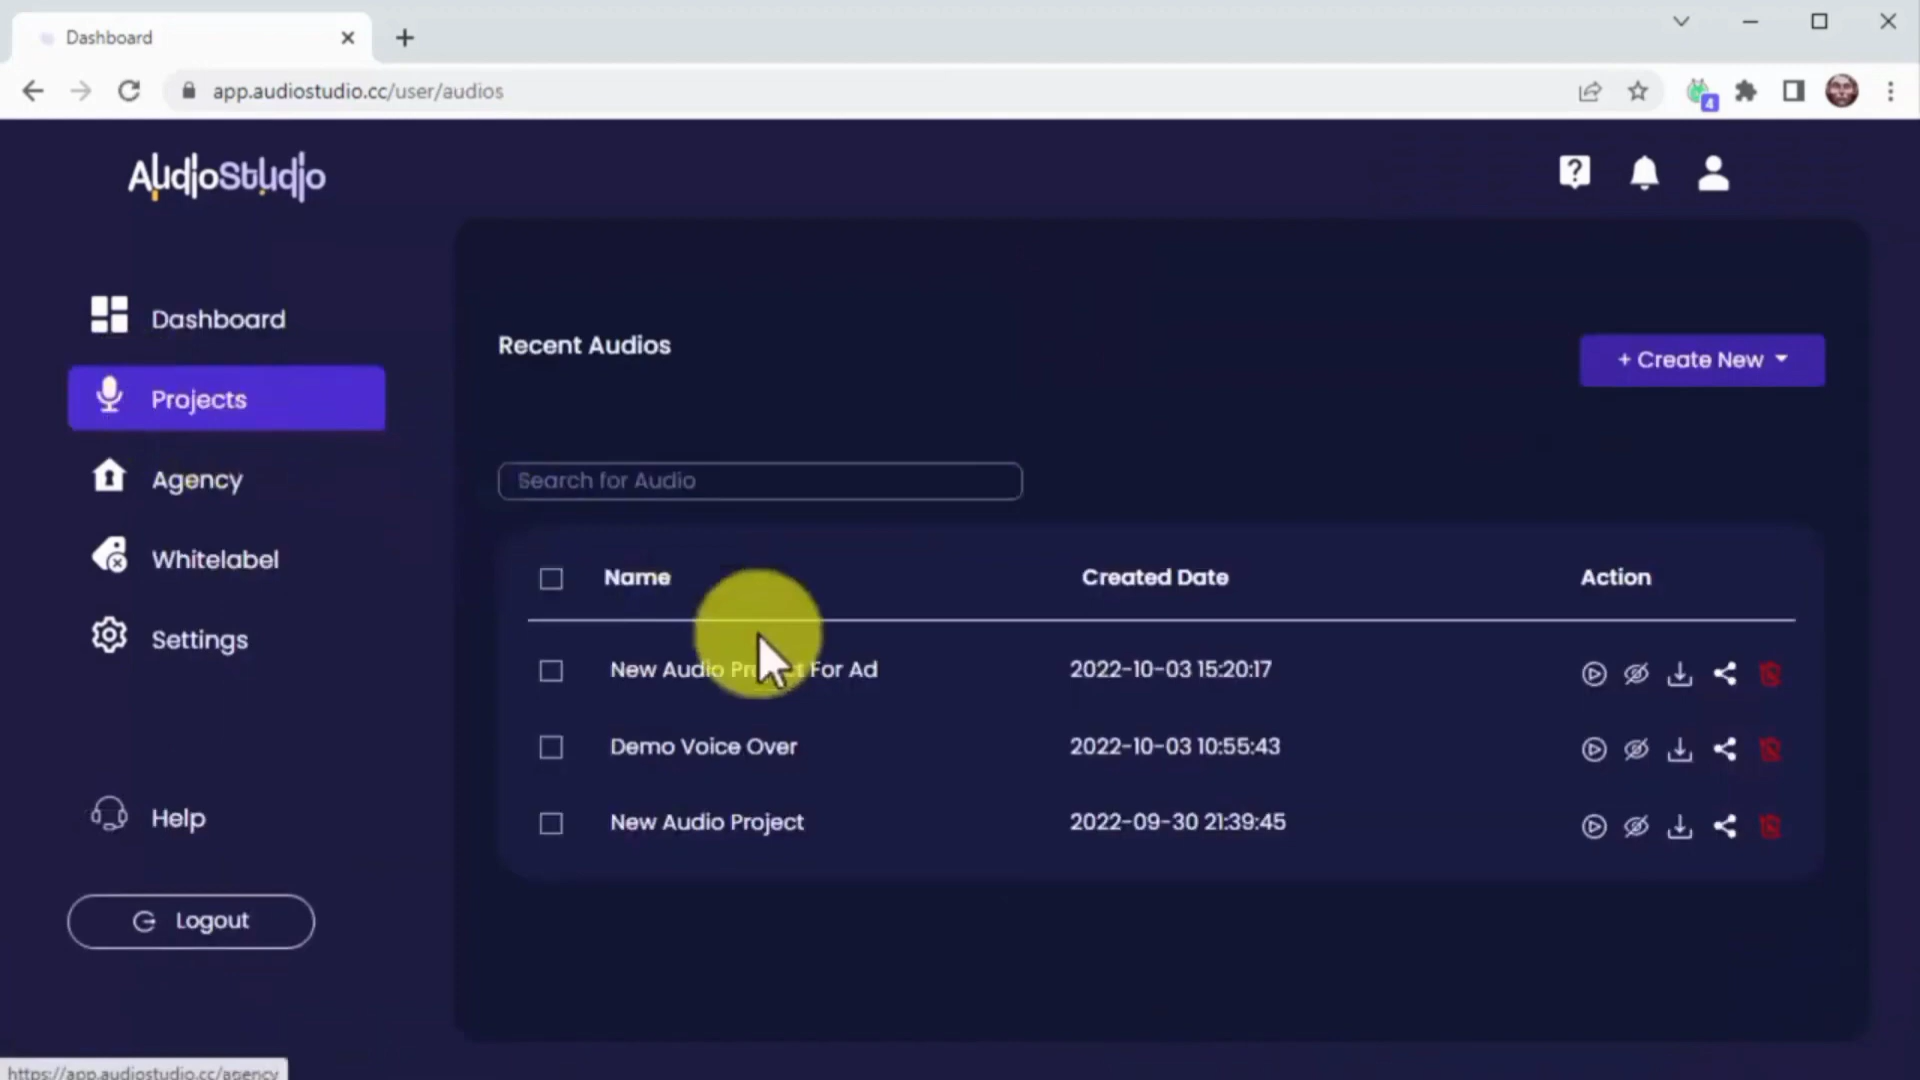 Dashboard
app.audiostudio.cc/user/audios
4
AudioStudio
?
Dashboard
Projects
Agency
Whitelabel
Settings
Help
Logout
Recent Audios
+ Create New
Search for Audio
Name Created Date Action
New Audio Project For Ad 2022-10-03 15:20:17
Demo Voice Over 2022-10-03 10:55:43
New Audio Project 2022-09-30 21:39:45
https://app.audiostudio.cc/agency